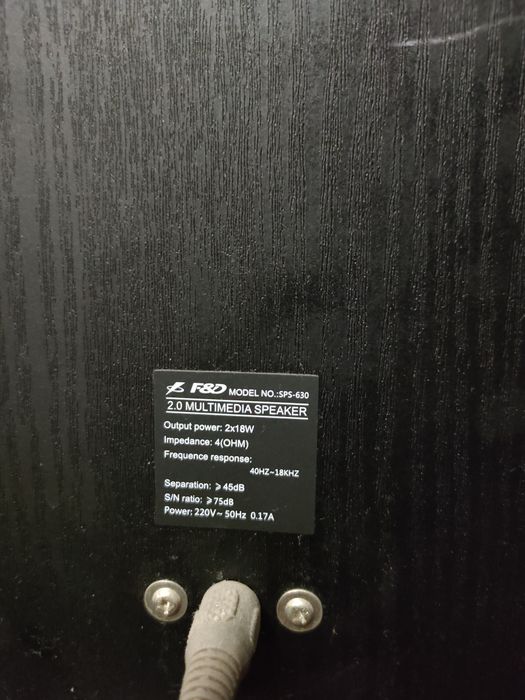 F&D MODEL NO.:SPS-630
2.0 MULTIMEDIA SPEAKER
Output power: 2x18W
Impedance: 4(OHM)
Frequence response:
40HZ~18KHZ
Separation: ⩾45dB
S/N ratio: ⩾75dB
Power: 220V~ 50Hz 0.17A